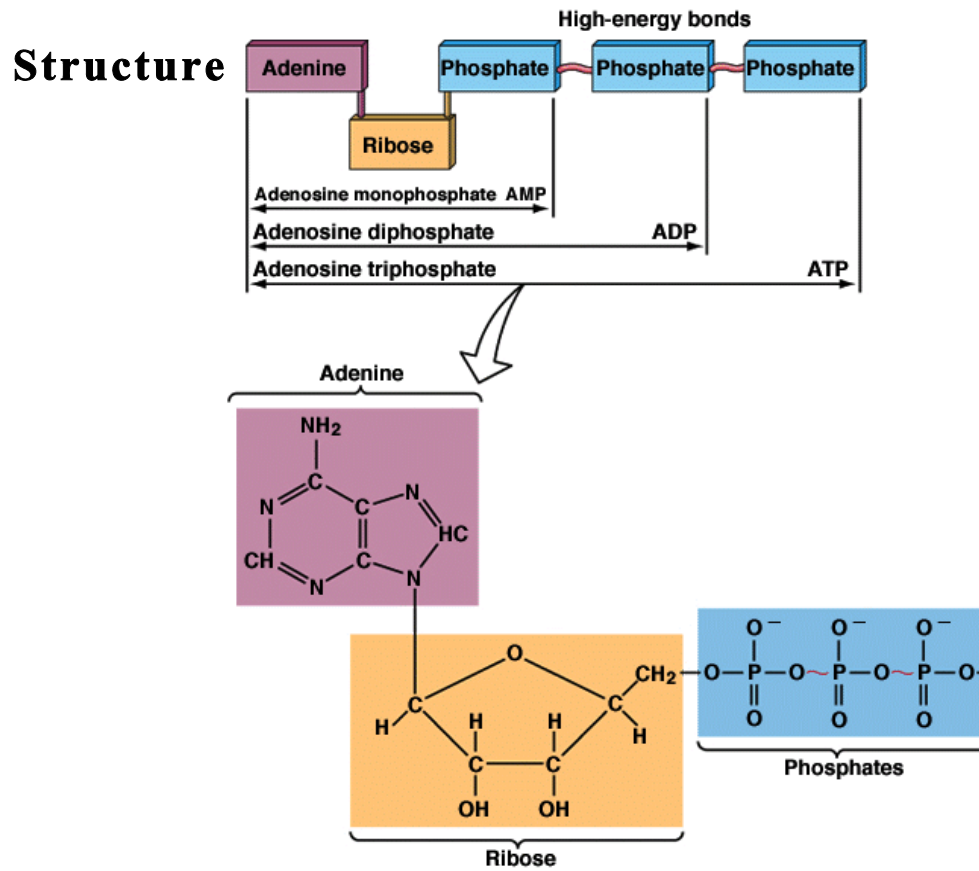 High-energy bonds
Structure
Adenine
Phosphate
Phosphate
Phosphate
Ribose
Adenosine monophosphate AMP
Adenosine diphosphate ADP
Adenosine triphosphate ATP
Adenine
NH₂
C
N
C
N
HC
CH
N
C
N
O
CH₂
O
P
O
P
O
P
O
O⁻
O⁻
O⁻
O
O
O
C
H
H
H
C
H
C
C
OH
OH
Phosphates
Ribose